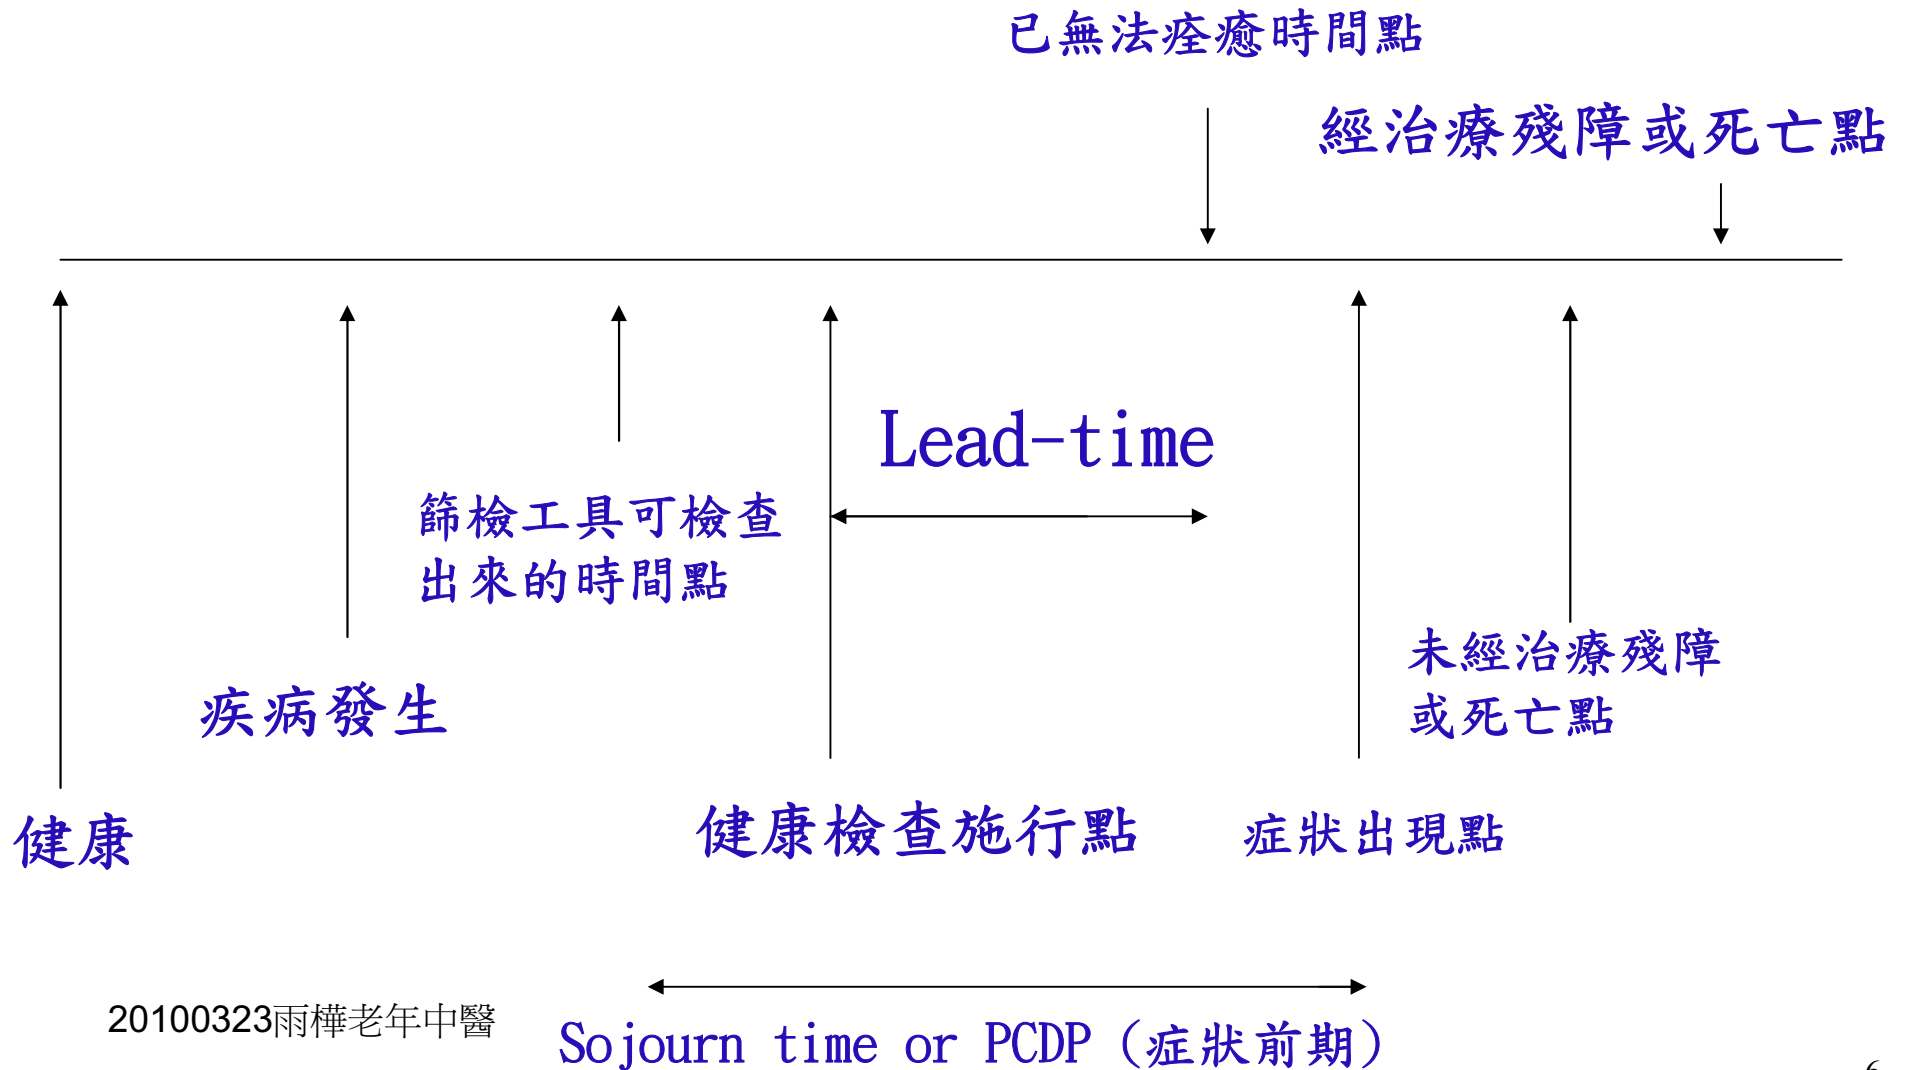 已無法痊癒時間點
經治療殘障或死亡點
Lead-time
篩檢工具可檢查
出來的時間點
未經治療殘障
或死亡點
疾病發生
健康
健康檢查施行點
症狀出現點
20100323雨樺老年中醫
Sojourn time or PCDP (症狀前期)
6